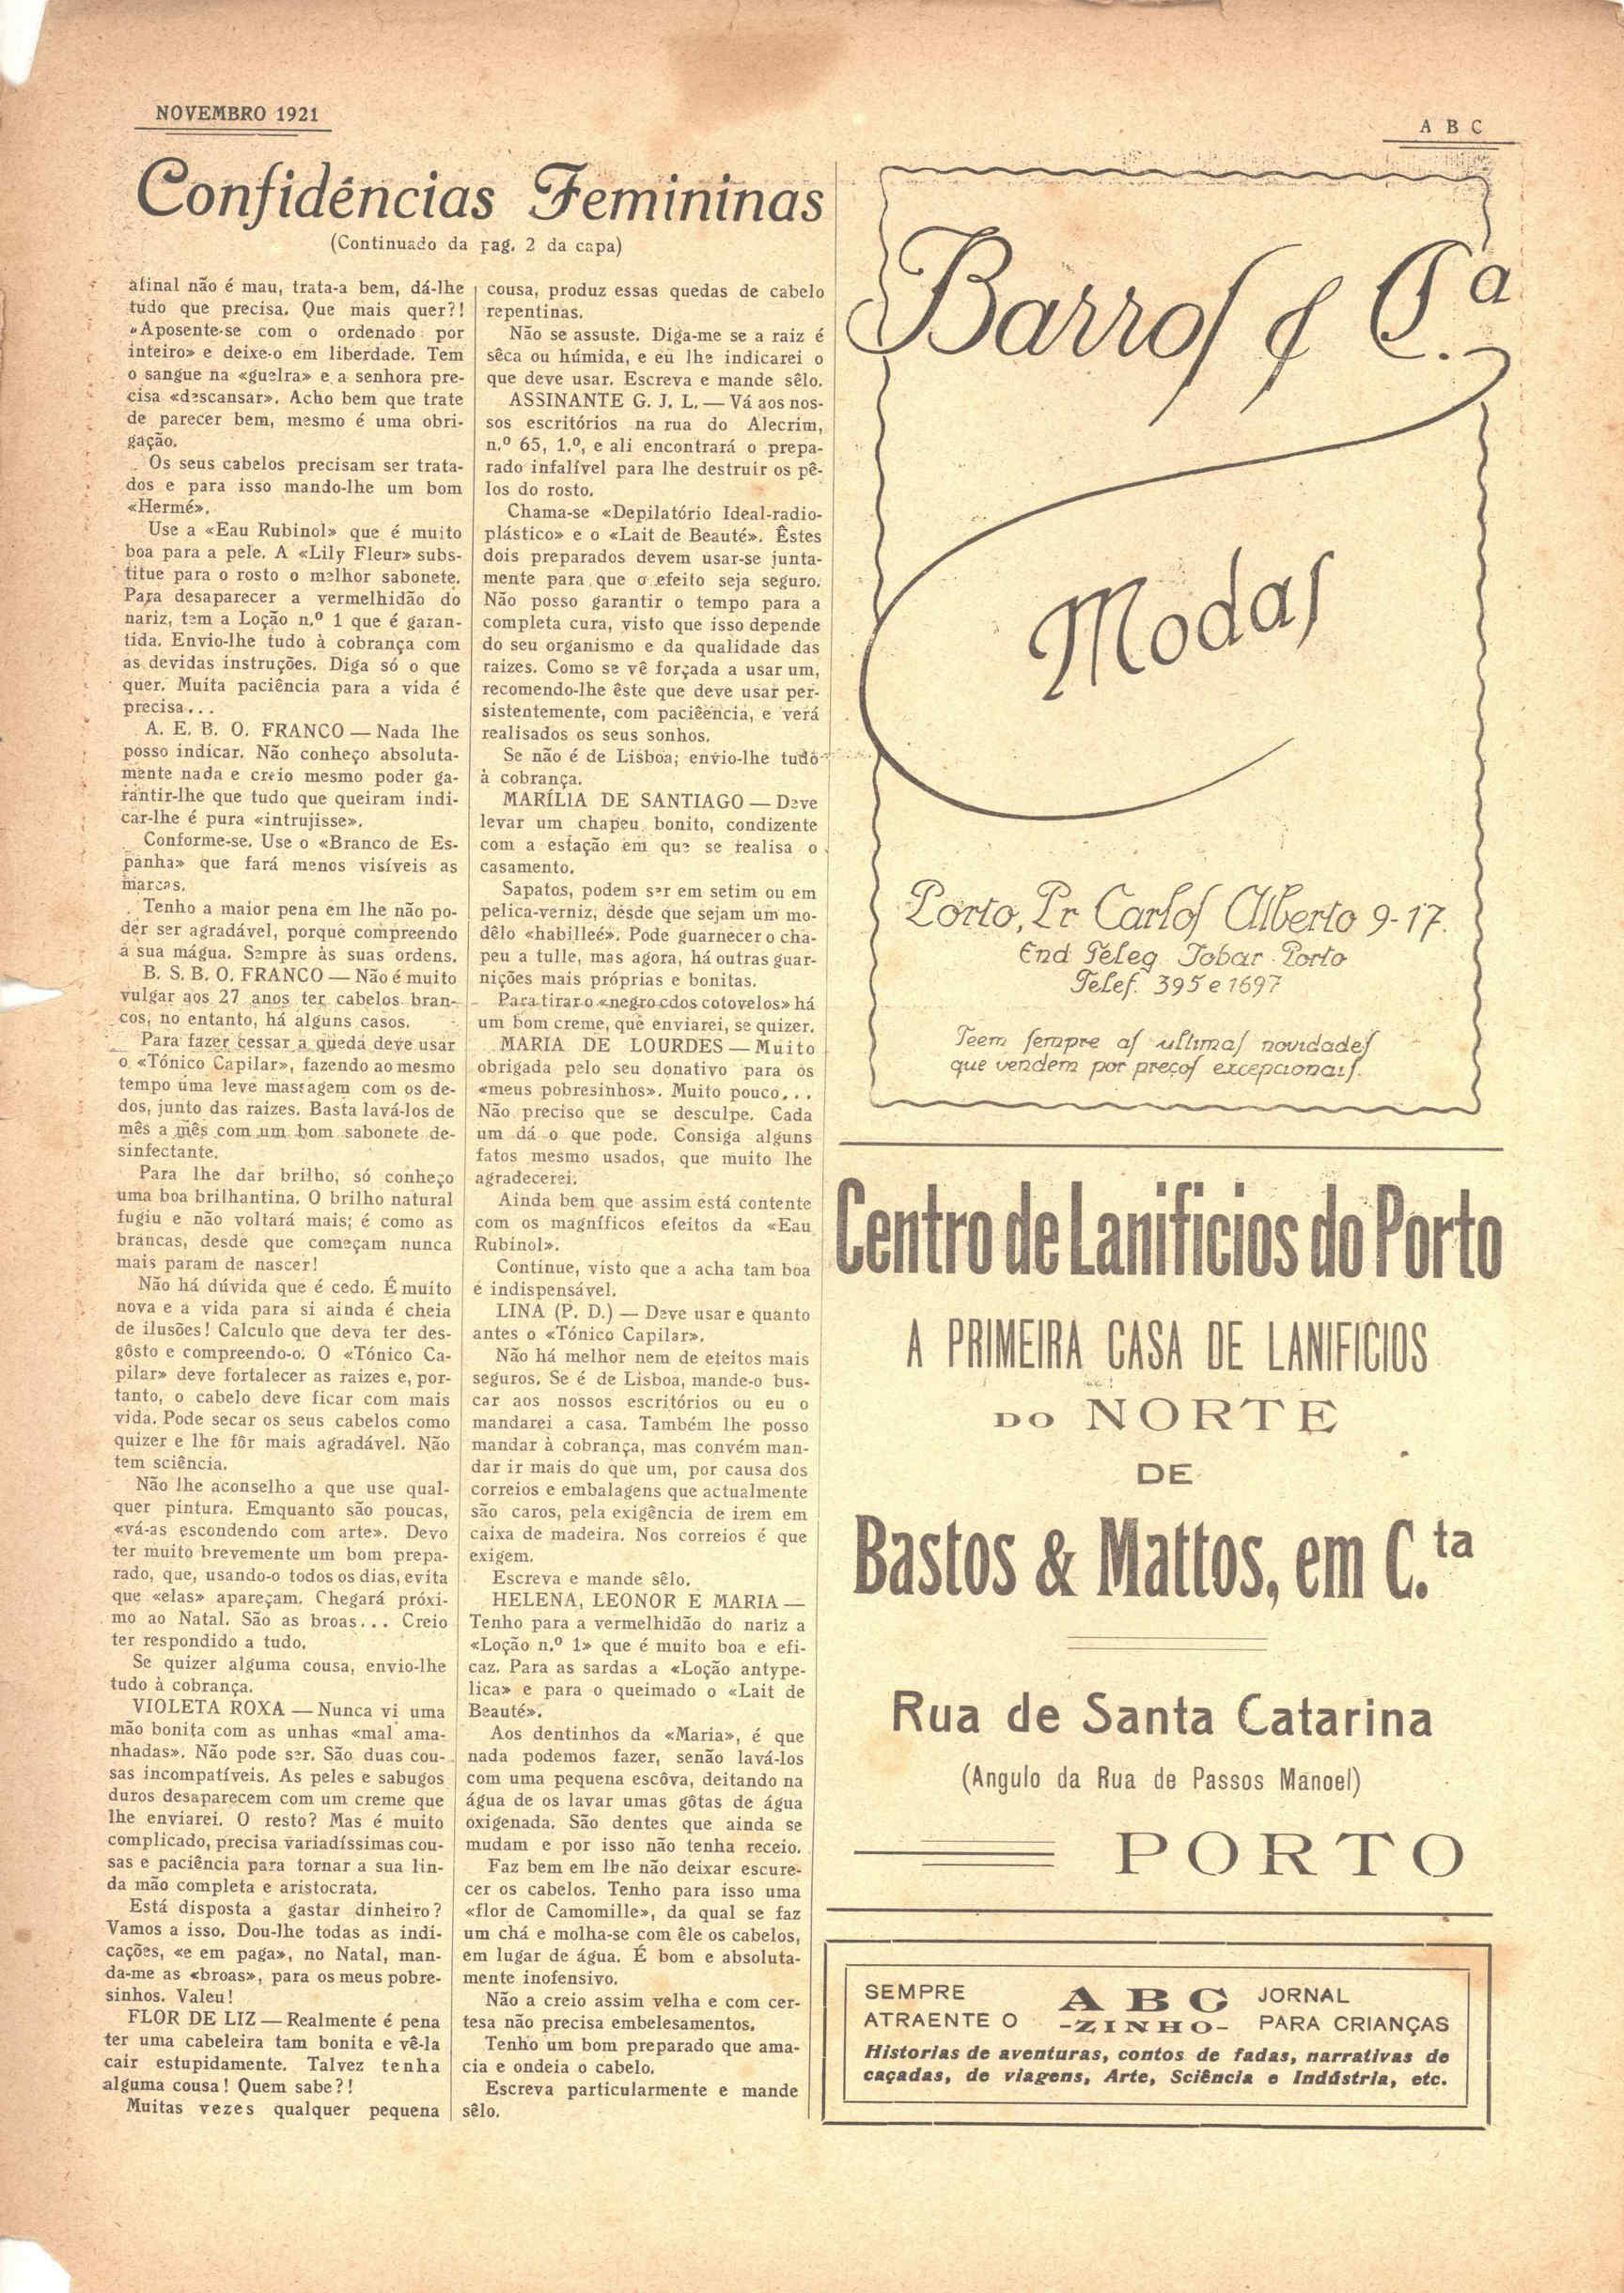 NOVEMBRO 1921
A B C
Confidências Femininas
(Continuado da pag. 2 da capa)
afinal não é mau, trata-a bem, dá-lhe
tudo que precisa. Que mais quer?!
»Aposente-se com o ordenado por
inteiro» e deixe-o em liberdade. Tem
o sangue na «guelra» e a senhora pre-
cisa «descansar». Acho bem que trate
de parecer bem, mesmo é uma obri-
gação.
Os seus cabelos precisam ser trata-
dos e para isso mando-lhe um bom
«Hermé».
Use a «Eau Rubinol» que é muito
boa para a pele. A «Lily Fleur» subs-
titue para o rosto o melhor sabonete.
Para desaparecer a vermelhidão do
nariz, tem a Loção n.º 1 que é garan-
tida. Envio-lhe tudo à cobrança com
as devidas instruções. Diga só o que
quer. Muita paciência para a vida é
precisa...
A. E. B. O. FRANCO — Nada lhe
posso indicar. Não conheço absoluta-
mente nada e creio mesmo poder ga-
rantir-lhe que tudo que queiram indi-
car-lhe é pura «intrujisse».
Conforme-se. Use o «Branco de Es-
panha» que fará menos visíveis as
marcas.
Tenho a maior pena em lhe não po-
der ser agradável, porque compreendo
a sua mágua. Sempre às suas ordens.
B. S. B. O. FRANCO — Não é muito
vulgar aos 27 anos ter cabelos bran-
cos, no entanto, há alguns casos.
Para fazer cessar a queda deve usar
o «Tónico Capilar», fazendo ao mesmo
tempo uma leve massagem com os de-
dos, junto das raizes. Basta lavá-los de
mês a mês com um bom sabonete de-
sinfectante.
Para lhe dar brilho, só conheço
uma boa brilhantina. O brilho natural
fugiu e não voltará mais; é como as
brancas, desde que começam nunca
mais param de nascer!
Não há dúvida que é cedo. É muito
nova e a vida para si ainda é cheia
de ilusões! Calculo que deva ter des-
gôsto e compreendo-o. O «Tónico Ca-
pilar» deve fortalecer as raizes e, por-
tanto, o cabelo deve ficar com mais
vida. Pode secar os seus cabelos como
quizer e lhe fôr mais agradável. Não
tem sciência.
Não lhe aconselho a que use qual-
quer pintura. Emquanto são poucas,
«vá-as escondendo com arte». Devo
ter muito brevemente um bom prepa-
rado, que, usando-o todos os dias, evita
que «elas» apareçam. Chegará próxi-
mo ao Natal. São as broas... Creio
ter respondido a tudo.
Se quizer alguma cousa, envio-lhe
tudo à cobrança.
VIOLETA ROXA — Nunca vi uma
mão bonita com as unhas «mal ama-
nhadas». Não pode ser. São duas cou-
sas incompatíveis. As peles e sabugos
duros desaparecem com um creme que
lhe enviarei. O resto? Mas é muito
complicado, precisa variadíssimas cou-
sas e paciência para tornar a sua lin-
da mão completa e aristocrata.
Está disposta a gastar dinheiro?
Vamos a isso. Dou-lhe todas as indi-
cações, «e em paga», no Natal, man-
da-me as «broas», para os meus pobre-
sinhos. Valeu!
FLOR DE LIZ — Realmente é pena
ter uma cabeleira tam bonita e vê-la
cair estupidamente. Talvez tenha
alguma cousa! Quem sabe?!
Muitas vezes qualquer pequena
cousa, produz essas quedas de cabelo
repentinas.
Não se assuste. Diga-me se a raiz é
sêca ou húmida, e eu lhe indicarei o
que deve usar. Escreva e mande sêlo.
ASSINANTE G. J. L. — Vá aos nos-
sos escritórios na rua do Alecrim,
n.º 65, 1.º, e ali encontrará o prepa-
rado infalível para lhe destruir os pê-
los do rosto.
Chama-se «Depilatório Ideal-radio-
plástico» e o «Lait de Beauté». Êstes
dois preparados devem usar-se junta-
mente para que o efeito seja seguro.
Não posso garantir o tempo para a
completa cura, visto que isso depende
do seu organismo e da qualidade das
raizes. Como se vê forçada a usar um,
recomendo-lhe êste que deve usar per-
sistentemente, com paciêencia, e verá
realisados os seus sonhos.
Se não é de Lisboa; envio-lhe tudo
à cobrança.
MARÍLIA DE SANTIAGO — Deve
levar um chapeu bonito, condizente
com a estação em que se realisa o
casamento.
Sapatos, podem ser em setim ou em
pelica-verniz, désde que sejam um mo-
dêlo «habilleé». Pode guarnecer o cha-
peu a tulle, mas agora, há outras guar-
nições mais próprias e bonitas.
Para tirar o «negro cdos cotovelos» há
um bom creme, que enviarei, se quizer.
MARIA DE LOURDES — Muito
obrigada pelo seu donativo para os
«meus pobresinhos». Muito pouco...
Não preciso que se desculpe. Cada
um dá o que pode. Consiga alguns
fatos mesmo usados, que muito lhe
agradecerei.
Ainda bem que assim está contente
com os magníficos efeitos da «Eau
Rubinol».
Continue, visto que a acha tam boa
e indispensável.
LINA (P. D.) — Deve usar e quanto
antes o «Tónico Capilar».
Não há melhor nem de efeitos mais
seguros. Se é de Lisboa, mande-o bus-
car aos nossos escritórios ou eu o
mandarei a casa. Também lhe posso
mandar à cobrança, mas convém man-
dar ir mais do que um, por causa dos
correios e embalagens que actualmente
são caros, pela exigência de irem em
caixa de madeira. Nos correios é que
exigem.
Escreva e mande sêlo.
HELENA, LEONOR E MARIA —
Tenho para a vermelhidão do nariz a
«Loção n.º 1» que é muito boa e efi-
caz. Para as sardas a «Loção antype-
lica» e para o queimado o «Lait de
Beauté».
Aos dentinhos da «Maria», é que
nada podemos fazer, senão lavá-los
com uma pequena escôva, deitando na
água de os lavar umas gôtas de água
oxigenada. São dentes que ainda se
mudam e por isso não tenha receio.
Faz bem em lhe não deixar escure-
cer os cabelos. Tenho para isso uma
«flor de Camomille», da qual se faz
um chá e molha-se com êle os cabelos,
em lugar de água. É bom e absoluta-
mente inofensivo.
Não a creio assim velha e com cer-
tesa não precisa embelesamentos.
Tenho um bom preparado que ama-
cia e ondeia o cabelo.
Escreva particularmente e mande
sêlo.
Barros & C.ª
Modas
Porto, Pr Carlos Alberto 9-17.
End Teleg Jobar - Porto
Telef. 395 e 1697
Teem sempre as ultimas novidades
que vendem por preços excepcionais.
Centro de Lanificios do Porto
A PRIMEIRA CASA DE LANIFICIOS
DO NORTE
DE
Bastos & Mattos, em C.ta
Rua de Santa Catarina
(Angulo da Rua de Passos Manoel)
PORTO
SEMPRE
ATRAENTE O
ABC
-ZINHO-
JORNAL
PARA CRIANÇAS
Historias de aventuras, contos de fadas, narrativas de
caçadas, de viagens, Arte, Sciência e Indústria, etc.